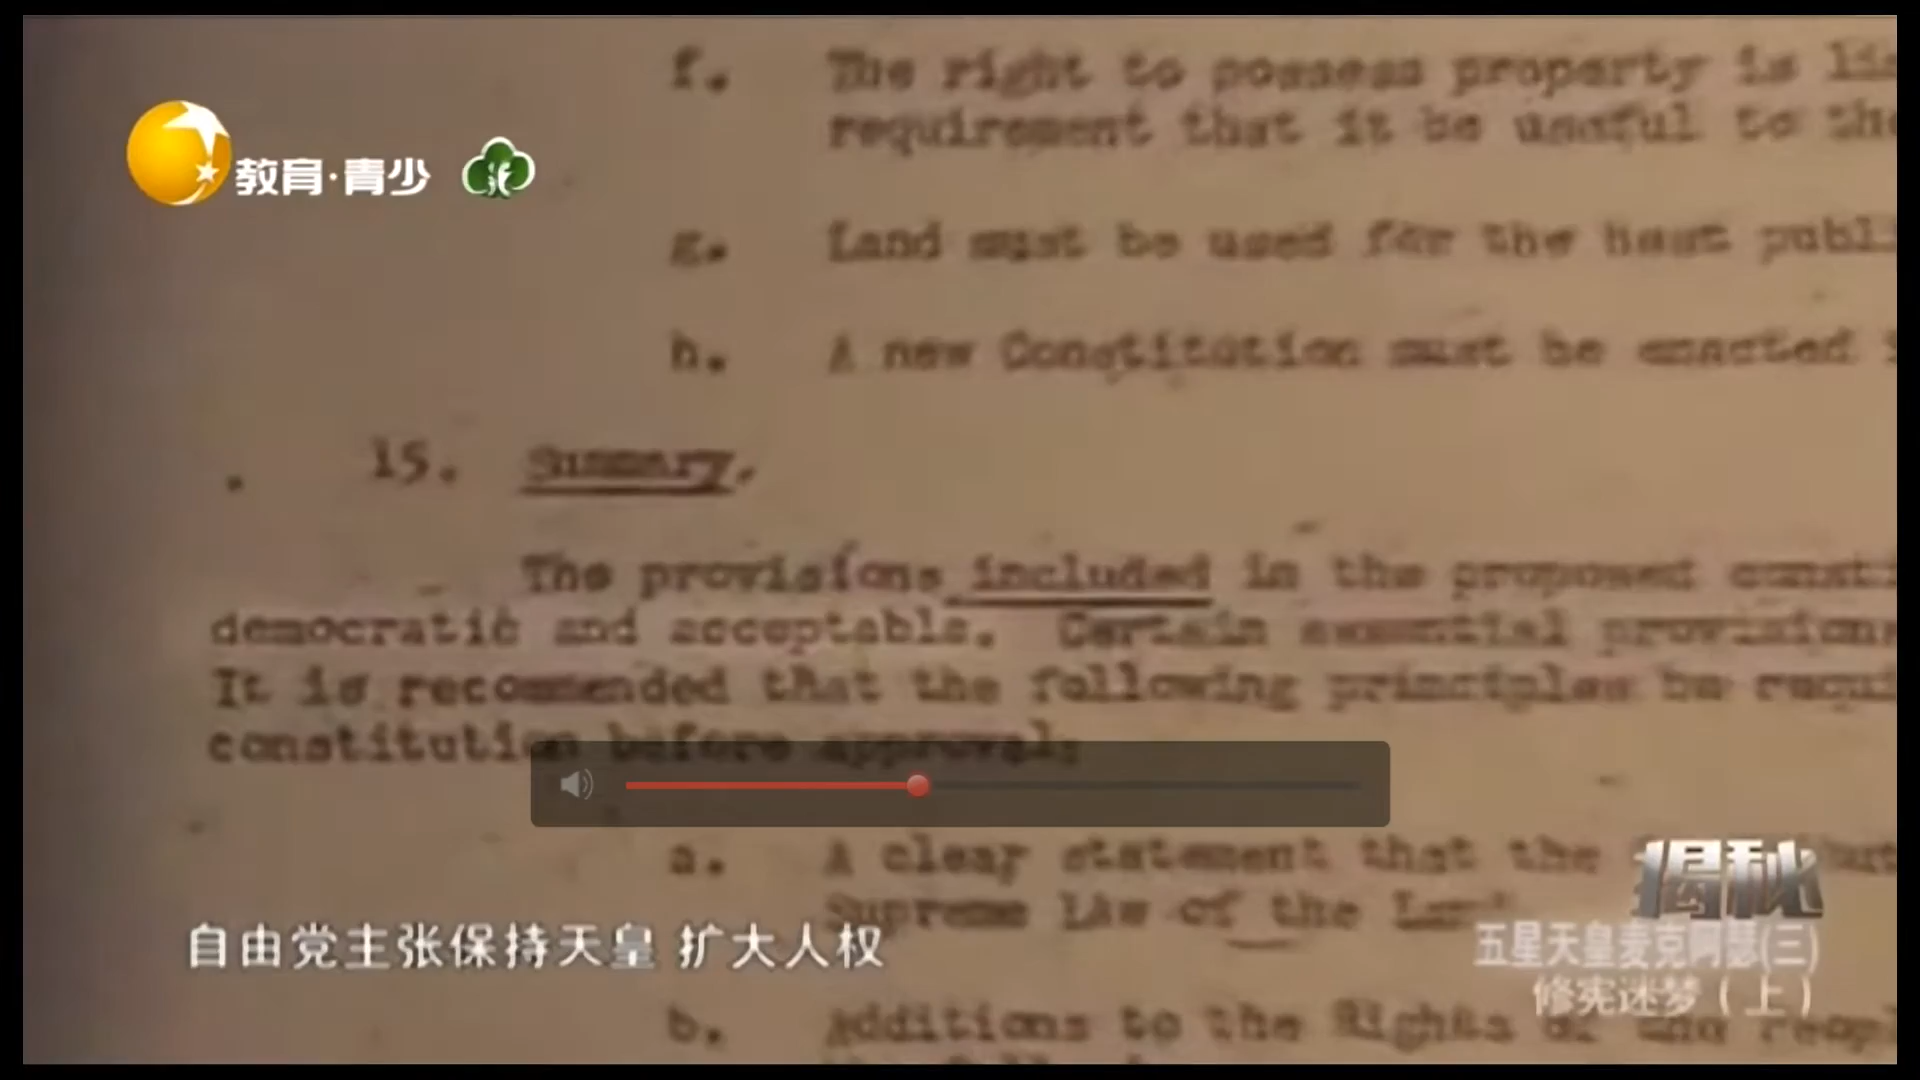 f. The right to possess property is
requirement that it be useful to the
教育·青少
g. Land must be used for the best
h. A new Constitution must be enacted
15. Summary.
The provisions included in the proposed
democratic and acceptable. Certain essential provisions
It is recommended that the following principles be
constitution before approval:
a. A clear statement that the
Supreme Law of the Land
揭秘
自由党主张保持天皇 扩大人权
五星天皇麦克阿瑟(三)
修宪迷梦(上)
b. Additions to the Rights of the